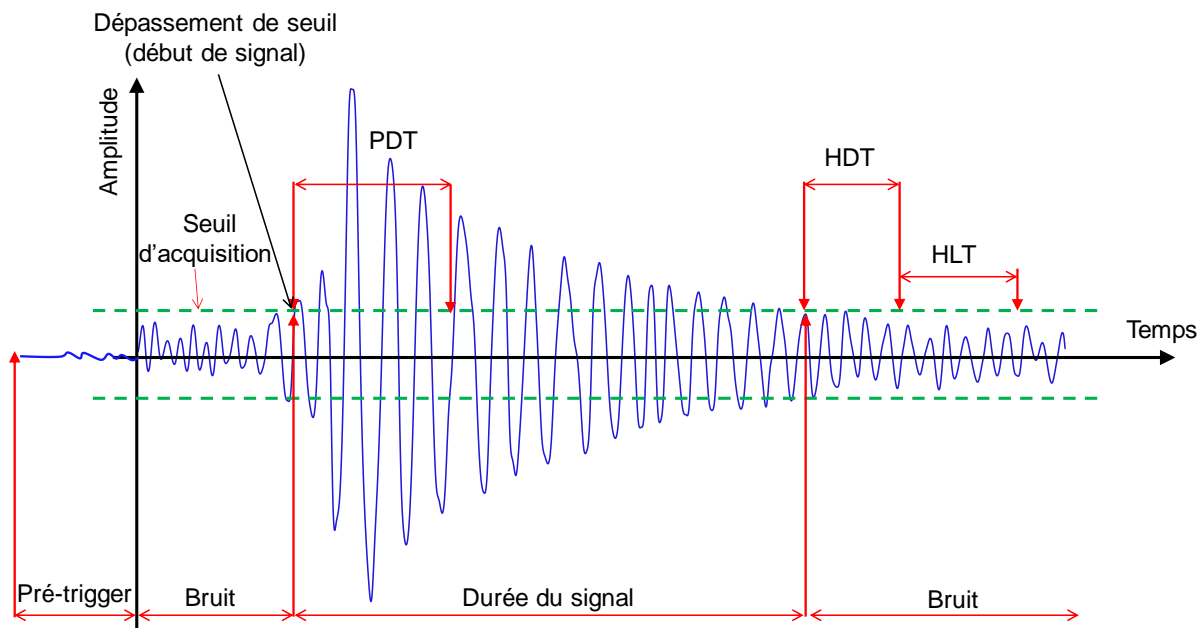 Dépassement de seuil
(début de signal)
Amplitude
PDT
HDT
Seuil
d'acquisition
HLT
Temps
Pré-trigger
Bruit
Durée du signal
Bruit